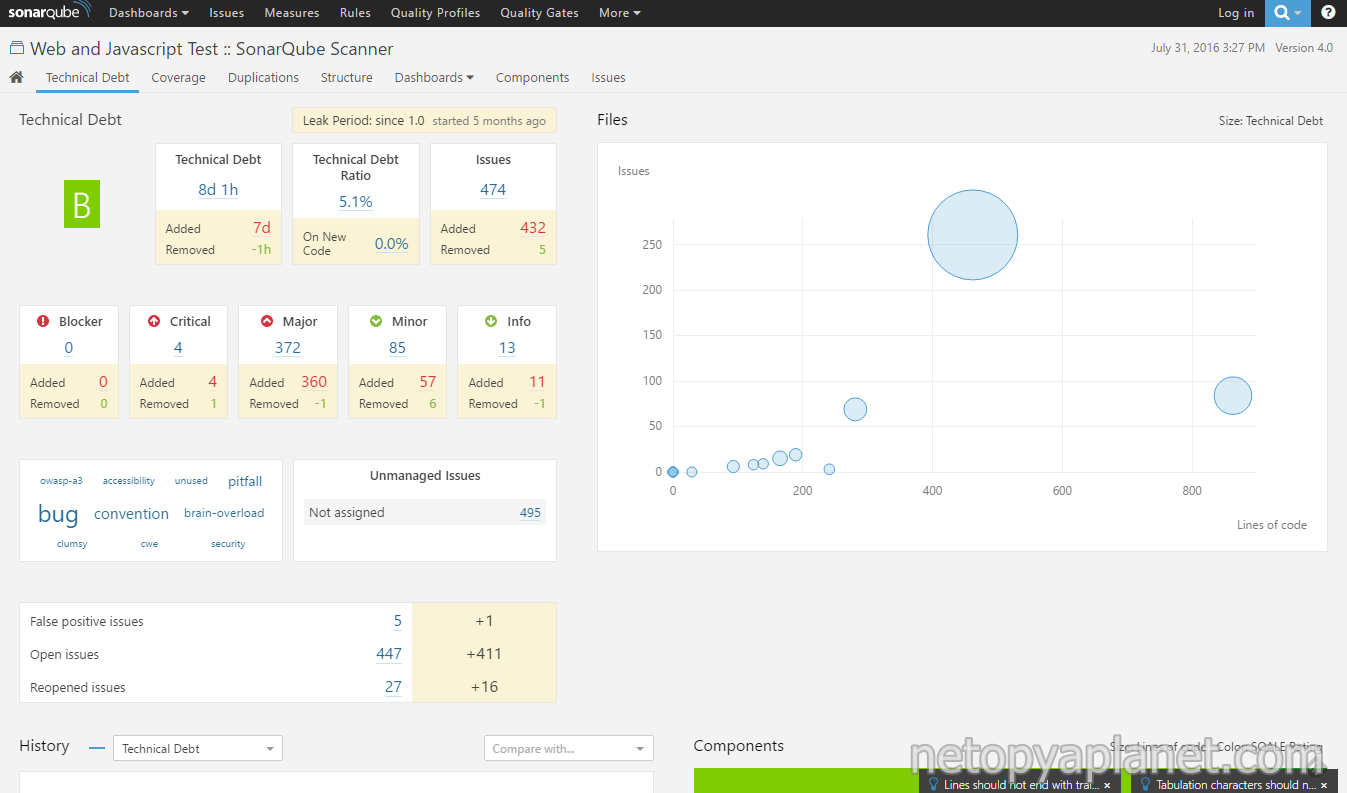 sonarqube Dashboards Issues Measures Rules Quality Profiles Quality Gates More Log in
Web and Javascript Test :: SonarQube Scanner July 31, 2016 3:27 PM Version 4.0
Technical Debt Coverage Duplications Structure Dashboards Components Issues
Technical Debt
Leak Period: since 1.0 started 5 months ago
B
Technical Debt
8d 1h
Added 7d
Removed -1h
Technical Debt
Ratio
5.1%
On New
Code 0.0%
Issues
474
Added 432
Removed 5
Blocker
0
Added 0
Removed 0
Critical
4
Added 4
Removed 1
Major
372
Added 360
Removed -1
Minor
85
Added 57
Removed 6
Info
13
Added 11
Removed -1
owasp-a3 accessibility unused pitfall
bug convention brain-overload
clumsy cwe security
Unmanaged Issues
Not assigned 495
False positive issues 5 +1
Open issues 447 +411
Reopened issues 27 +16
Files Size: Technical Debt
Issues
250
200
150
100
50
0
0 200 400 600 800
Lines of code
History Technical Debt Compare with...
Components Size: Lines of code Color: SQALE Rating
netopyaplanet.com
Lines should not end with trai... ×
Tabulation characters should n... ×